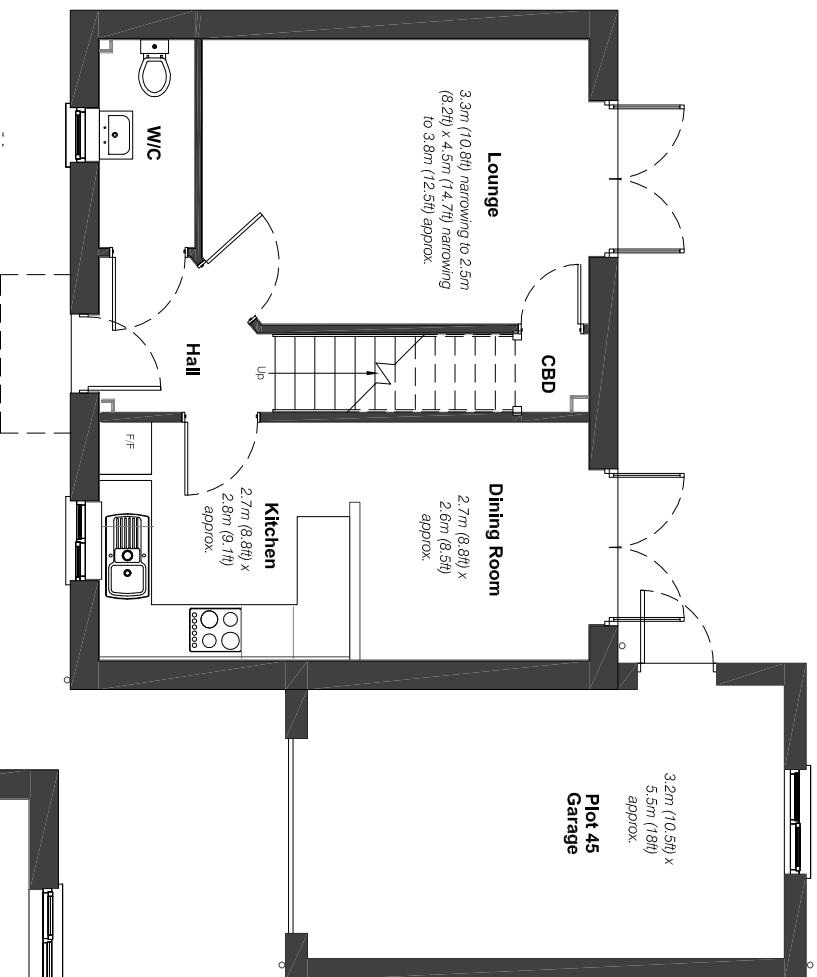 W/C
Lounge
3.3m (10.8ft) narrowing to 2.5m
(8.2ft) x 4.5m (14.7ft) narrowing
to 3.8m (12.5ft) approx.
Hall
Up
CBD
F/F
Kitchen
2.7m (8.8ft) x
2.8m (9.1ft)
approx.
Dining Room
2.7m (8.8ft) x
2.6m (8.5ft)
approx.
3.2m (10.5ft) x
5.5m (18ft)
approx.
Plot 45
Garage